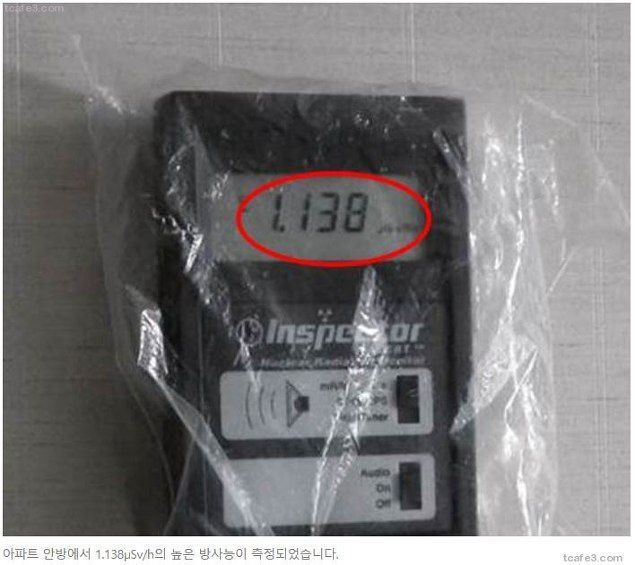 tcafe3.com
1.138
Inspector
Audio
On
Off
아파트 안방에서 1.138µSv/h의 높은 방사능이 측정되었습니다.
tcafe3.com